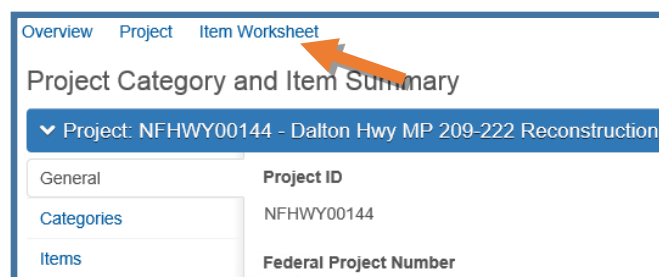 Overview Project Item Worksheet
Project Category and Item Summary
Project: NFHWY00144 - Dalton Hwy MP 209-222 Reconstruction
General
Project ID
Categories
NFHWY00144
Items
Federal Project Number